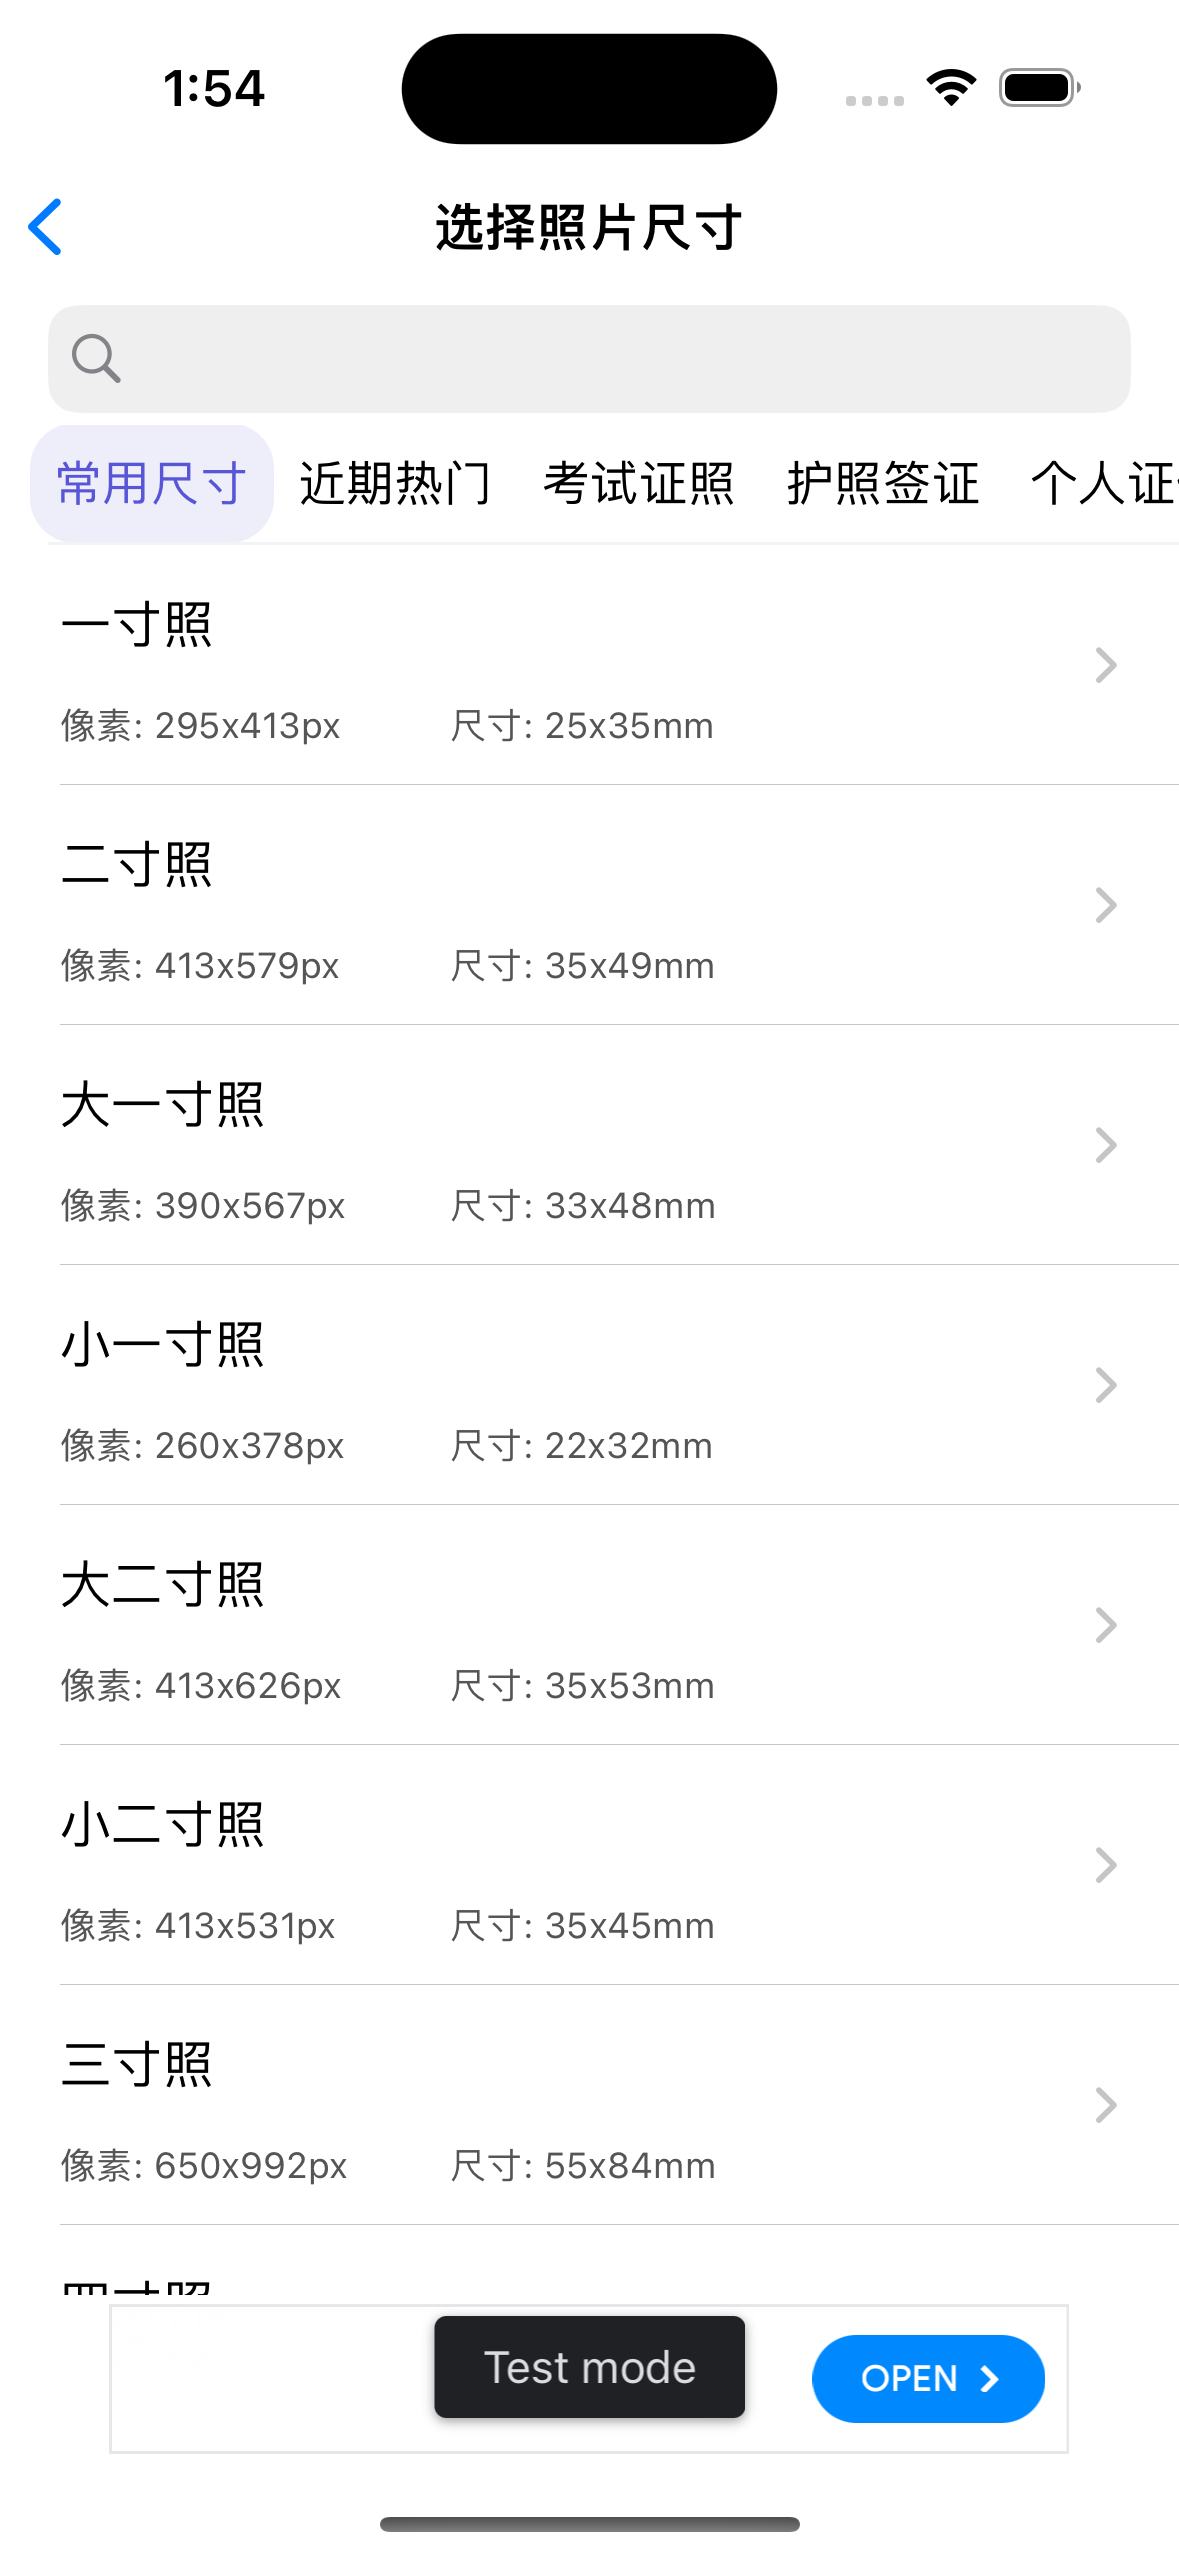 1:54
选择照片尺寸
常用尺寸 近期热门 考试证照 护照签证 个人证
一寸照
像素: 295x413px 尺寸: 25x35mm
二寸照
像素: 413x579px 尺寸: 35x49mm
大一寸照
像素: 390x567px 尺寸: 33x48mm
小一寸照
像素: 260x378px 尺寸: 22x32mm
大二寸照
像素: 413x626px 尺寸: 35x53mm
小二寸照
像素: 413x531px 尺寸: 35x45mm
三寸照
像素: 650x992px 尺寸: 55x84mm
四寸照
Test mode
OPEN